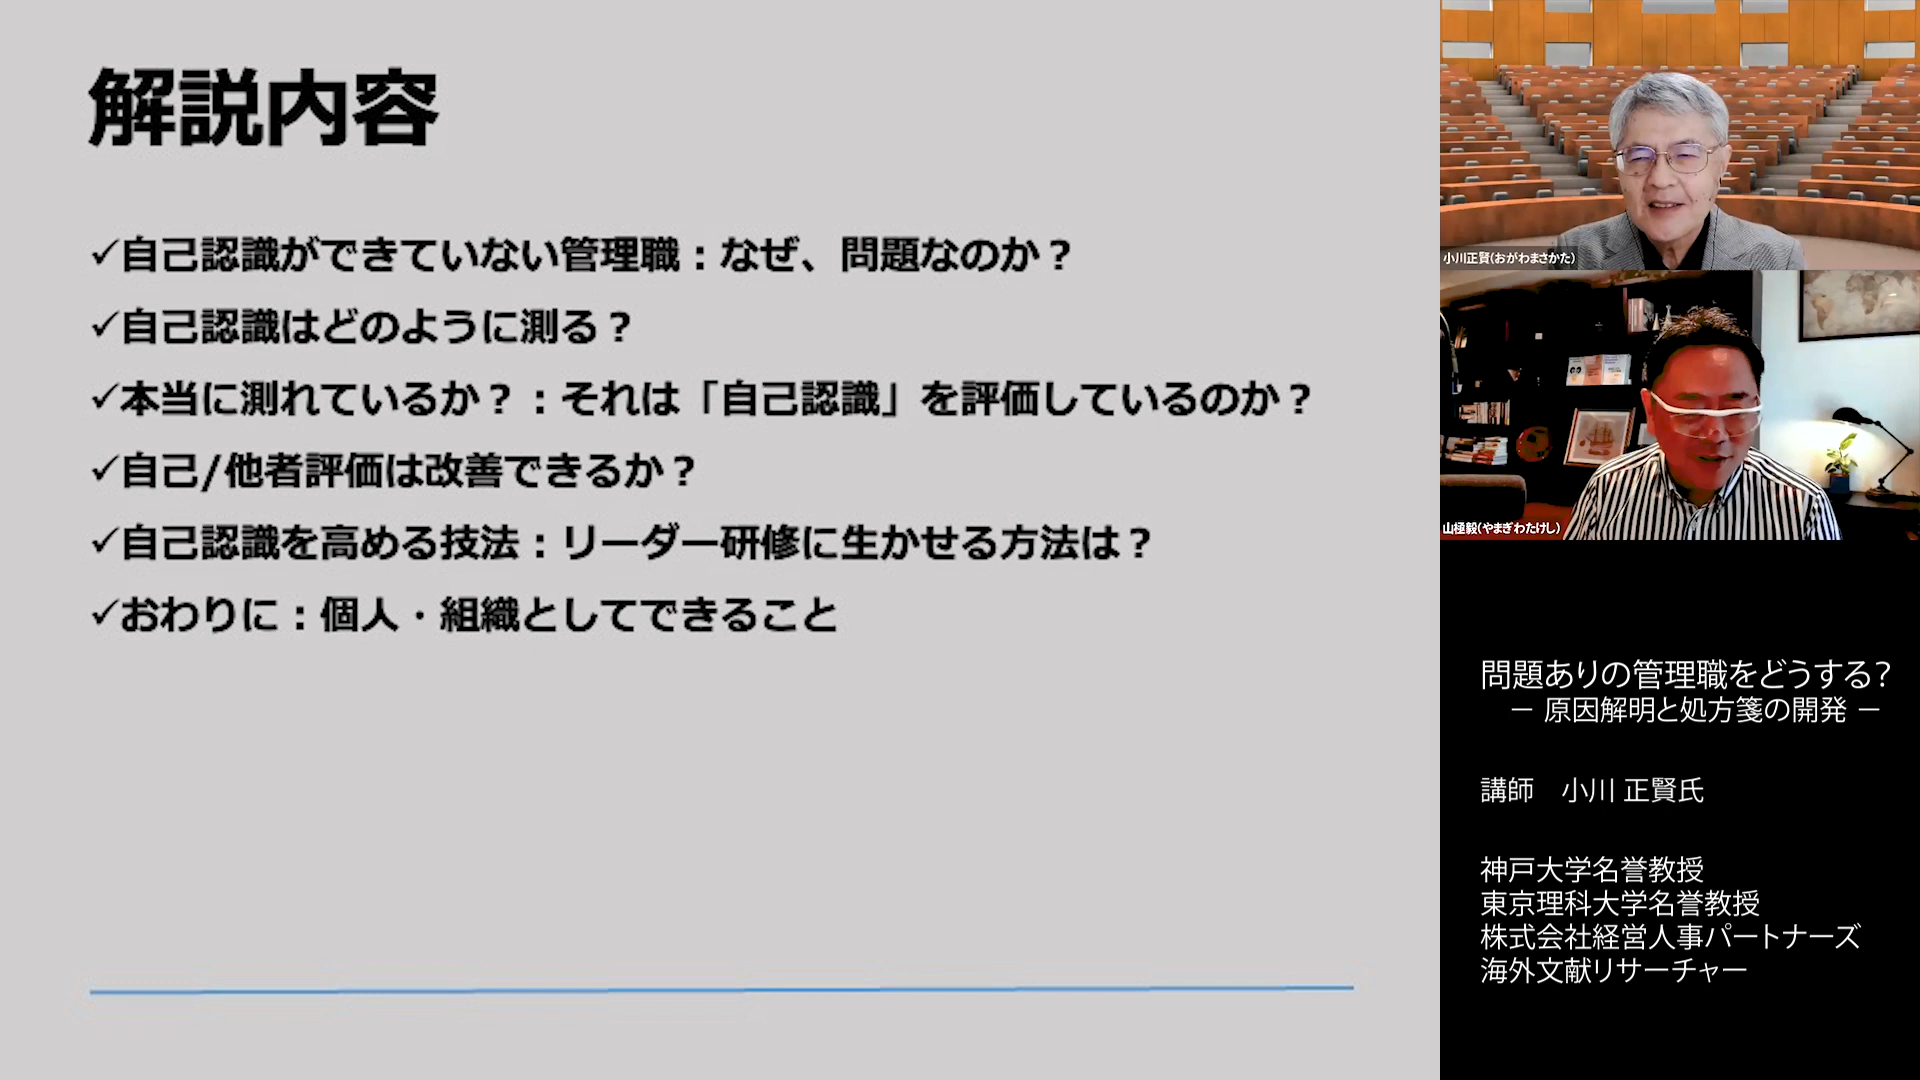 解説内容
✓自己認識ができていない管理職：なぜ、問題なのか？
✓自己認識はどのように測る？
✓本当に測れているか？：それは「自己認識」を評価しているのか？
✓自己/他者評価は改善できるか？
✓自己認識を高める技法：リーダー研修に生かせる方法は？
✓おわりに：個人・組織としてできること
小川正賢(おがわまさかた)
山極毅(やまぎわたけし)
問題ありの管理職をどうする？
－ 原因解明と処方箋の開発 －
講師　小川 正賢氏
神戸大学名誉教授
東京理科大学名誉教授
株式会社経営人事パートナーズ
海外文献リサーチャー